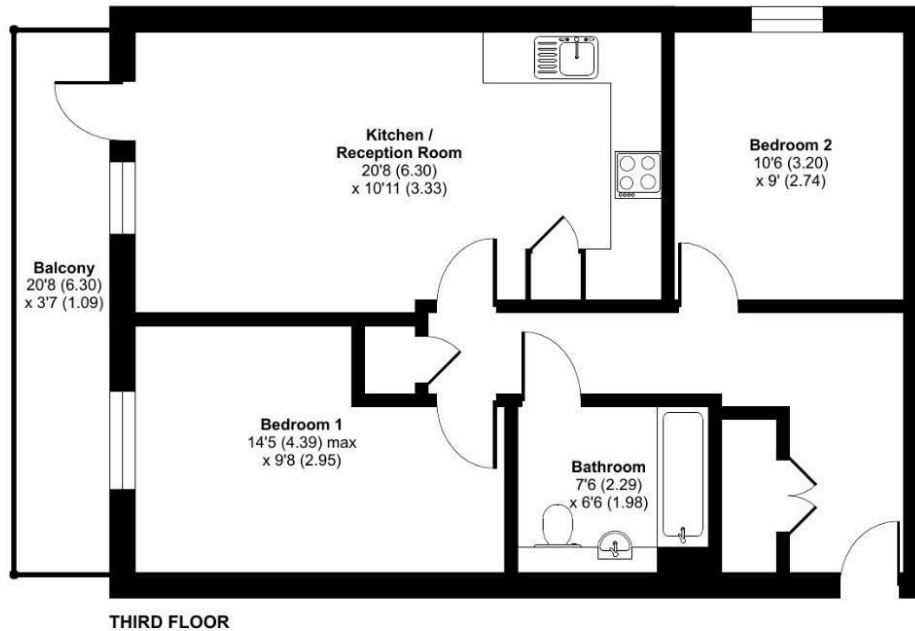 Kitchen /
Reception Room
20'8 (6.30)
x 10'11 (3.33)
Bedroom 2
10'6 (3.20)
x 9' (2.74)
Balcony
20'8 (6.30)
x 3'7 (1.09)
Bedroom 1
14'5 (4.39) max
x 9'8 (2.95)
Bathroom
7'6 (2.29)
x 6'6 (1.98)
THIRD FLOOR